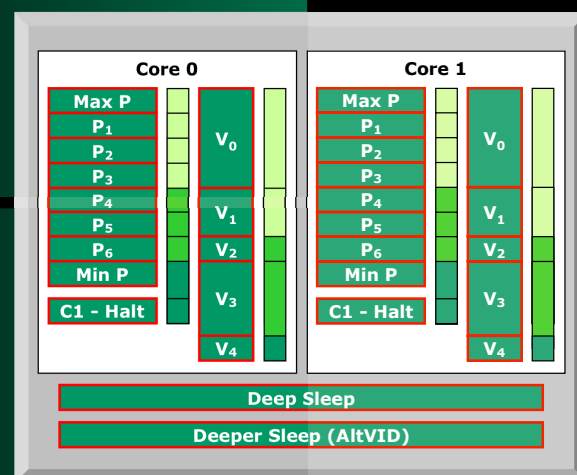 Core 0
Max P
P₁
P₂
P₃
P₄
P₅
P₆
Min P
C1 - Halt
V₀
V₁
V₂
V₃
V₄
Core 1
Max P
P₁
P₂
P₃
P₄
P₅
P₆
Min P
C1 - Halt
V₀
V₁
V₂
V₃
V₄
Deep Sleep
Deeper Sleep (AltVID)